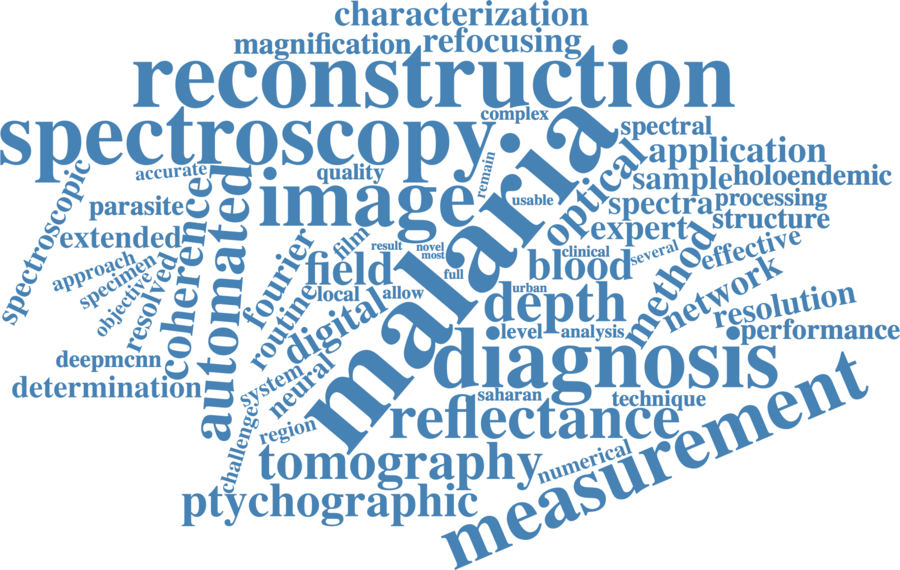 characterization
magnification
refocusing
reconstruction
complex
spectroscopy
spectral
application
accurate
quality
remain
malaria
optical
sample
holoendemic
spectroscopic
parasite
coherence
automated
image
usable
spectra
processing
expert
structure
extended
approach
specimen
objective
resolved
fourier
film
field
result
novel
most
full
clinical
blood
several
method
effective
routine
local
allow
digital
urban
depth
network
resolution
level
analysis
performance
deepmcnn
determination
system
neural
diagnosis
saharan
technique
challenge
region
reflectance
measurement
tomography
numerical
ptychographic